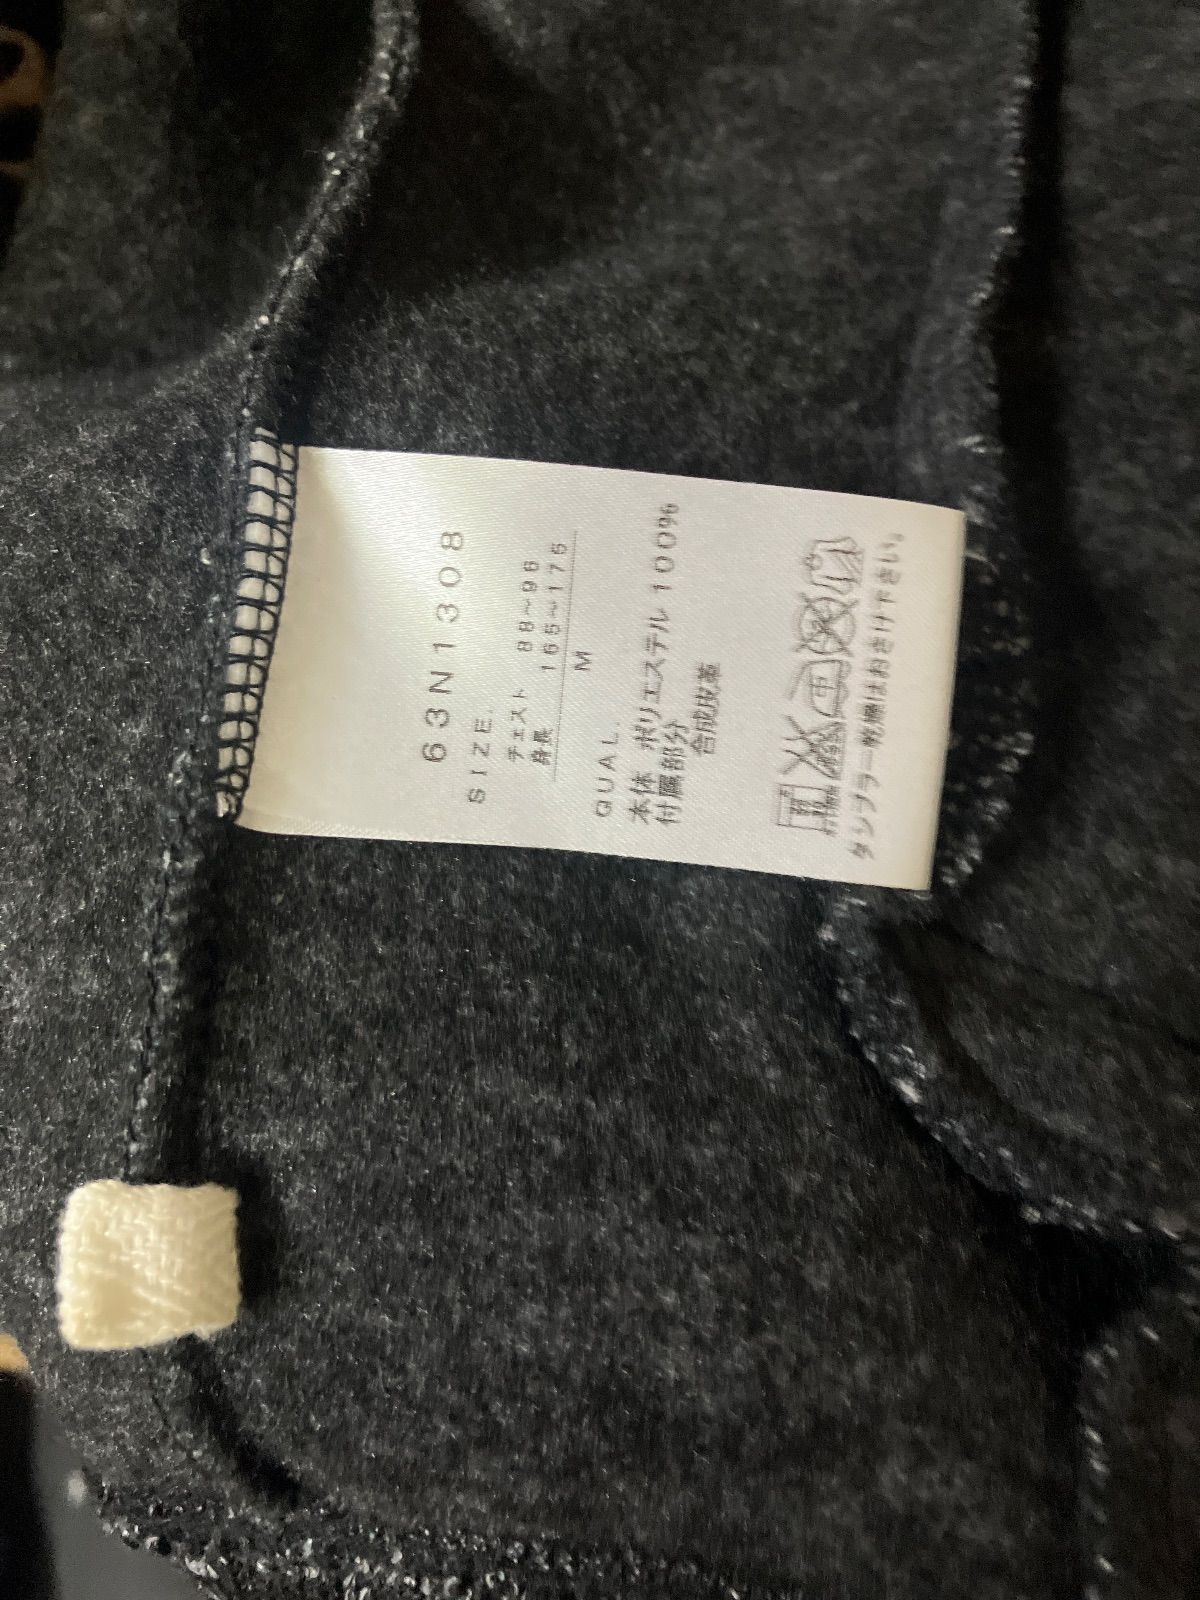 63N1308
SIZE.
チェスト 88~96
身長 165~175
M
QUAL.
本体 ポリエステル 100%
付属部分
合成皮革
タンブラー乾燥はおさけ下さい。